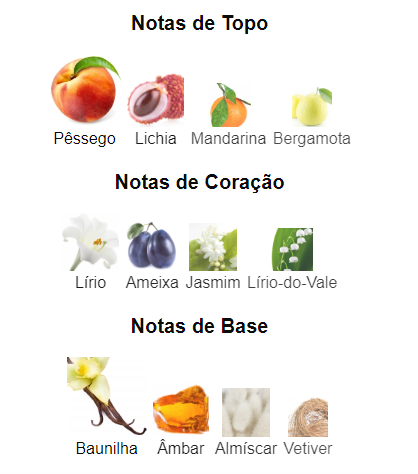 Notas de Topo
Pêssego Lichia Mandarina Bergamota
Notas de Coração
Lírio Ameixa Jasmim Lírio-do-Vale
Notas de Base
Baunilha Âmbar Almíscar Vetiver